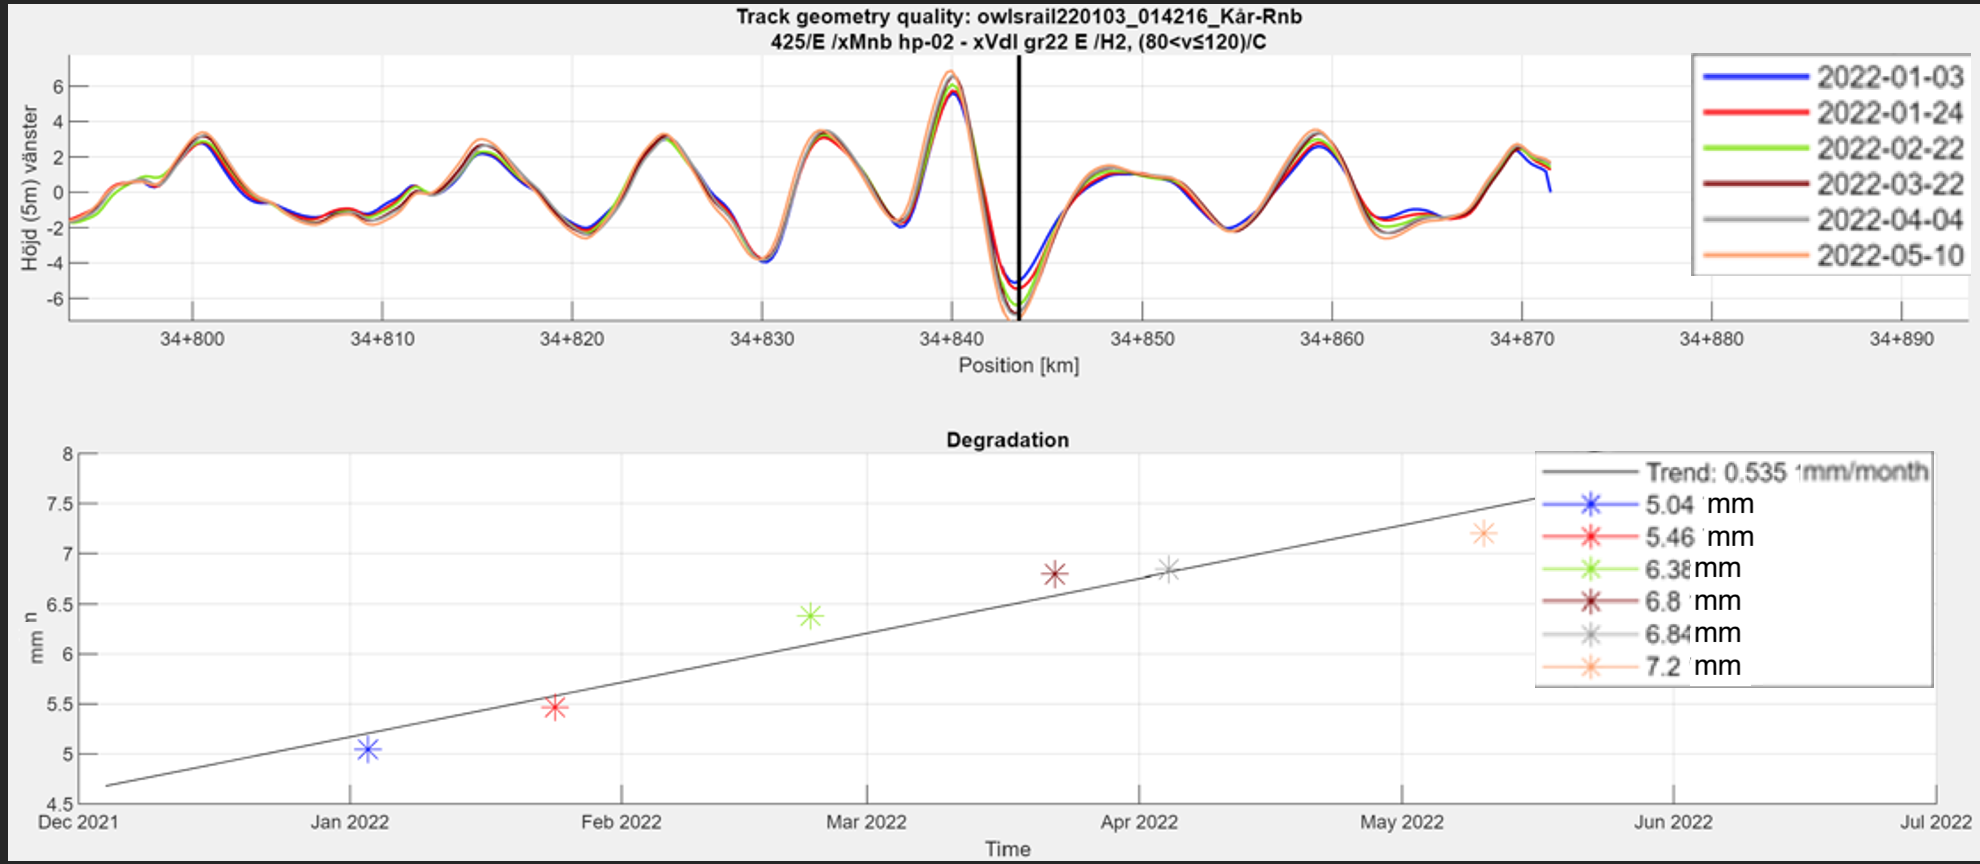 Track geometry quality: owlsrail220103_014216_Kår-Rnb
425/E /xMnb hp-02 - xVdl gr22 E /H2, (80<v≤120)/C
Höjd (5m) vänster
6
4
2
0
-2
-4
-6
34+800 34+810 34+820 34+830 34+840 34+850 34+860 34+870 34+880 34+890
Position [km]
2022-01-03
2022-01-24
2022-02-22
2022-03-22
2022-04-04
2022-05-10
Degradation
mm n
8
7.5
7
6.5
6
5.5
5
4.5
Dec 2021 Jan 2022 Feb 2022 Mar 2022 Apr 2022 May 2022 Jun 2022 Jul 2022
Time
Trend: 0.535 mm/month
5.04 mm
5.46 mm
6.38 mm
6.8 mm
6.84 mm
7.2 mm